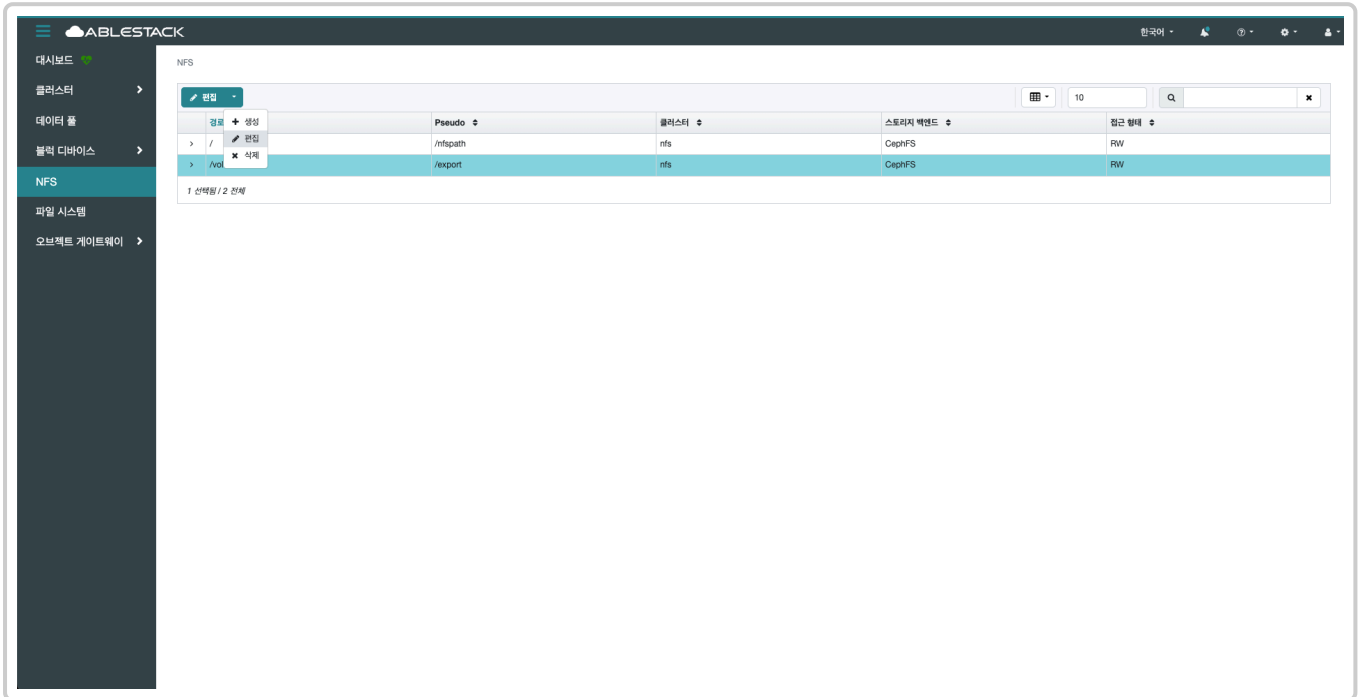 ABLESTACK
한국어
대시보드
NFS
클러스터
편집
10
데이터 풀
+ 생성
편집
삭제
Pseudo
클러스터
스토리지 백엔드
접근 형태
/
/nfspath
nfs
CephFS
RW
/export
nfs
CephFS
RW
1 선택됨 / 2 전체
블럭 디바이스
NFS
파일 시스템
오브젝트 게이트웨이